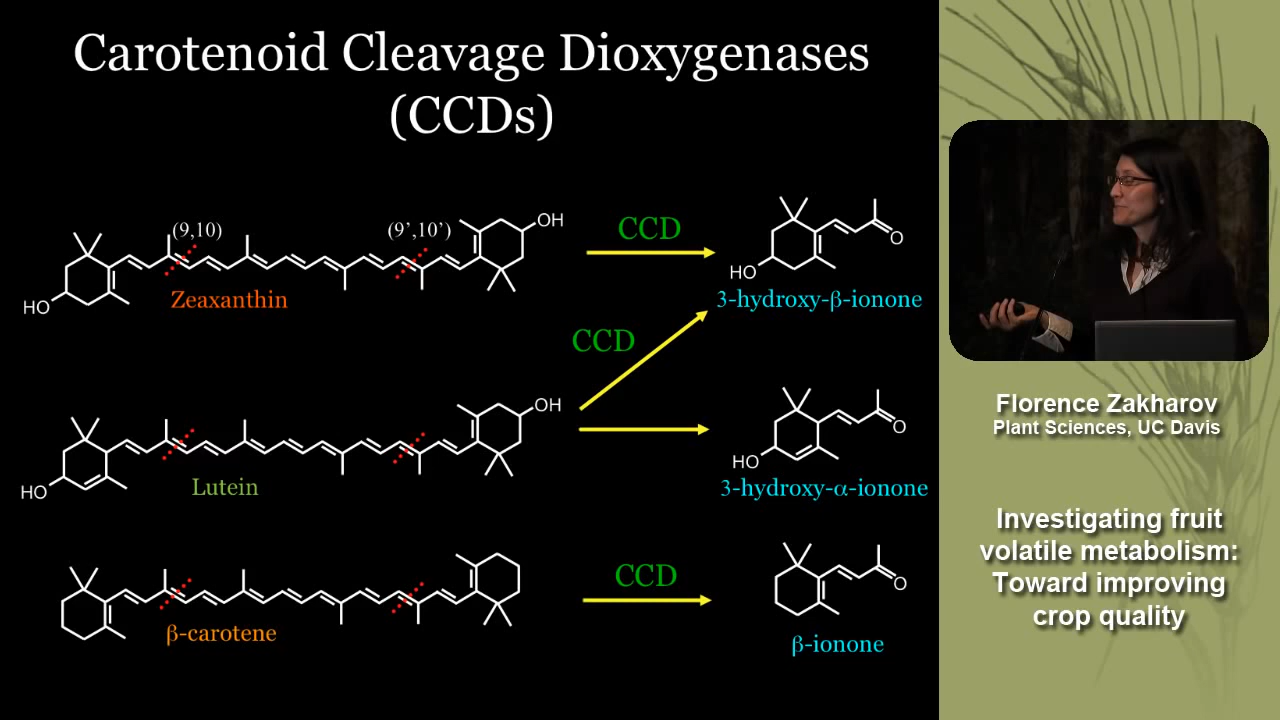 Carotenoid Cleavage Dioxygenases
(CCDs)
(9,10)
(9’,10’)
OH
HO
Zeaxanthin
CCD
O
HO
3-hydroxy-β-ionone
CCD
OH
HO
Lutein
O
HO
3-hydroxy-α-ionone
β-carotene
CCD
O
β-ionone
Florence Zakharov
Plant Sciences, UC Davis
Investigating fruit
volatile metabolism:
Toward improving
crop quality